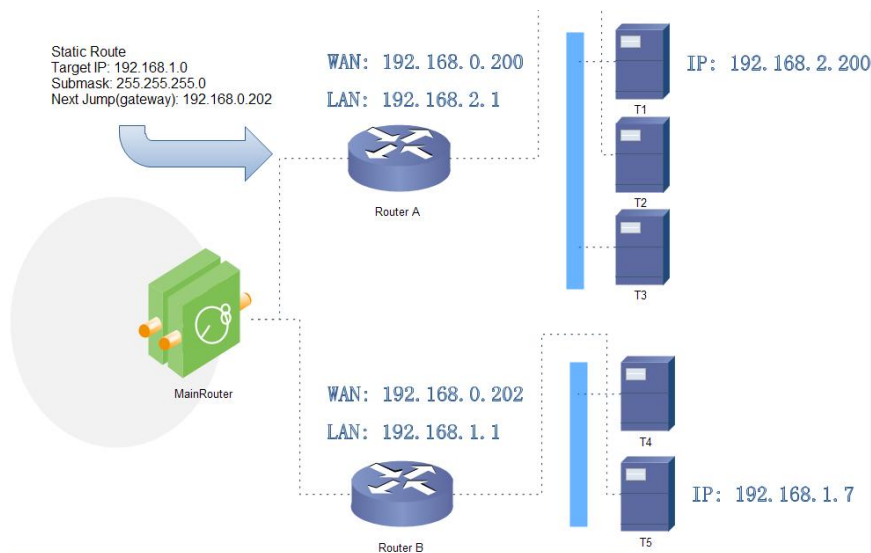 Static Route
Target IP: 192.168.1.0
Submask: 255.255.255.0
Next Jump(gateway): 192.168.0.202
WAN: 192.168.0.200
LAN: 192.168.2.1
Router A
T1
IP: 192.168.2.200
T2
T3
MainRouter
WAN: 192.168.0.202
LAN: 192.168.1.1
Router B
T4
T5
IP: 192.168.1.7